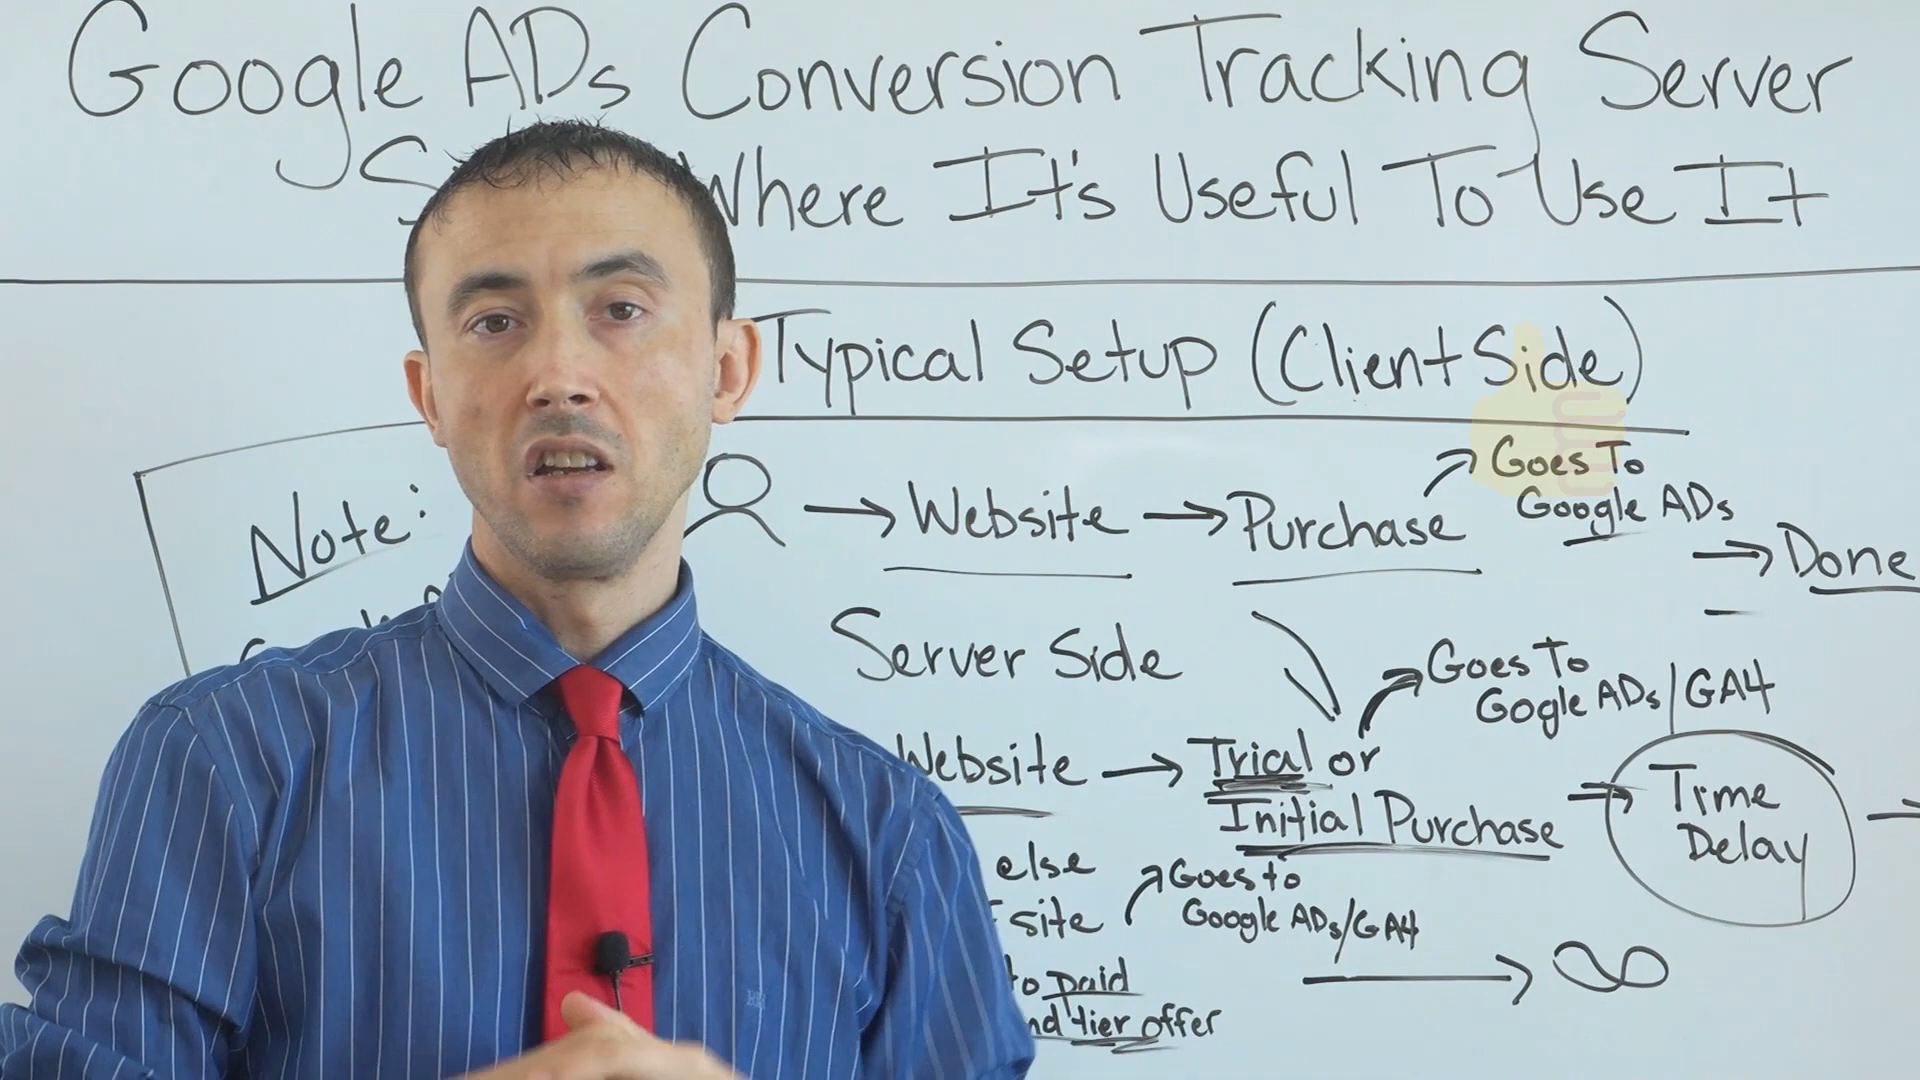 Google ADs Conversion Tracking Server
Where It's Useful To Use It
Typical Setup (Client Side)
Note:
Website
Purchase
Goes To
Google ADs
Done
Server Side
Goes To
Gogle ADs/GA4
Website
Trial or
Initial Purchase
Time
Delay
else
site
Goes to
Google ADs/GA4
to paid
tier offer